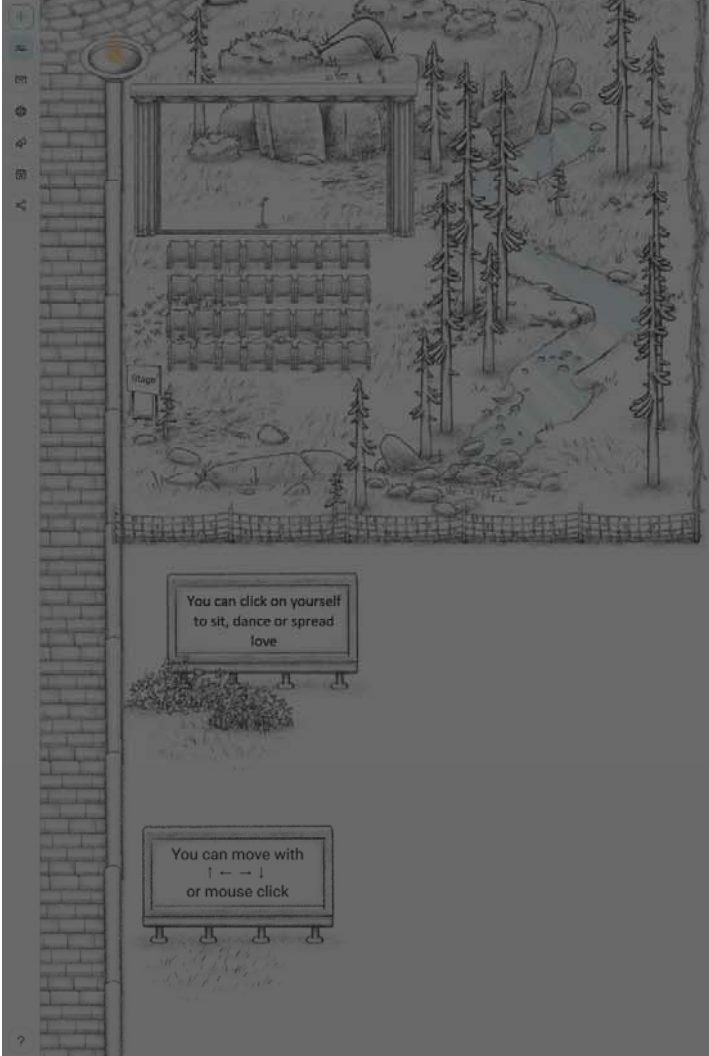 Stage
You can click on yourself
to sit, dance or spread
love
You can move with
↑ ← → ↓
or mouse click
?